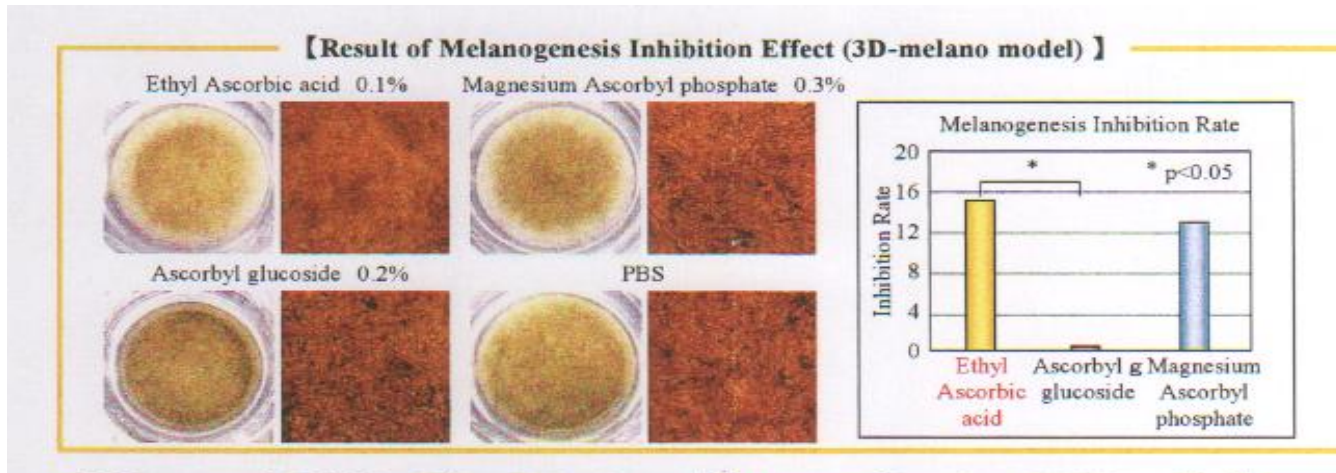 【Result of Melanogenesis Inhibition Effect (3D-melano model) 】
Ethyl Ascorbic acid 0.1%
Magnesium Ascorbyl phosphate 0.3%
Ascorbyl glucoside 0.2%
PBS
Melanogenesis Inhibition Rate
* p<0.05
*
Inhibition Rate
20
16
12
8
4
0
Ethyl
Ascorbic
acid
Ascorbyl g
glucoside
Magnesium
Ascorbyl
phosphate